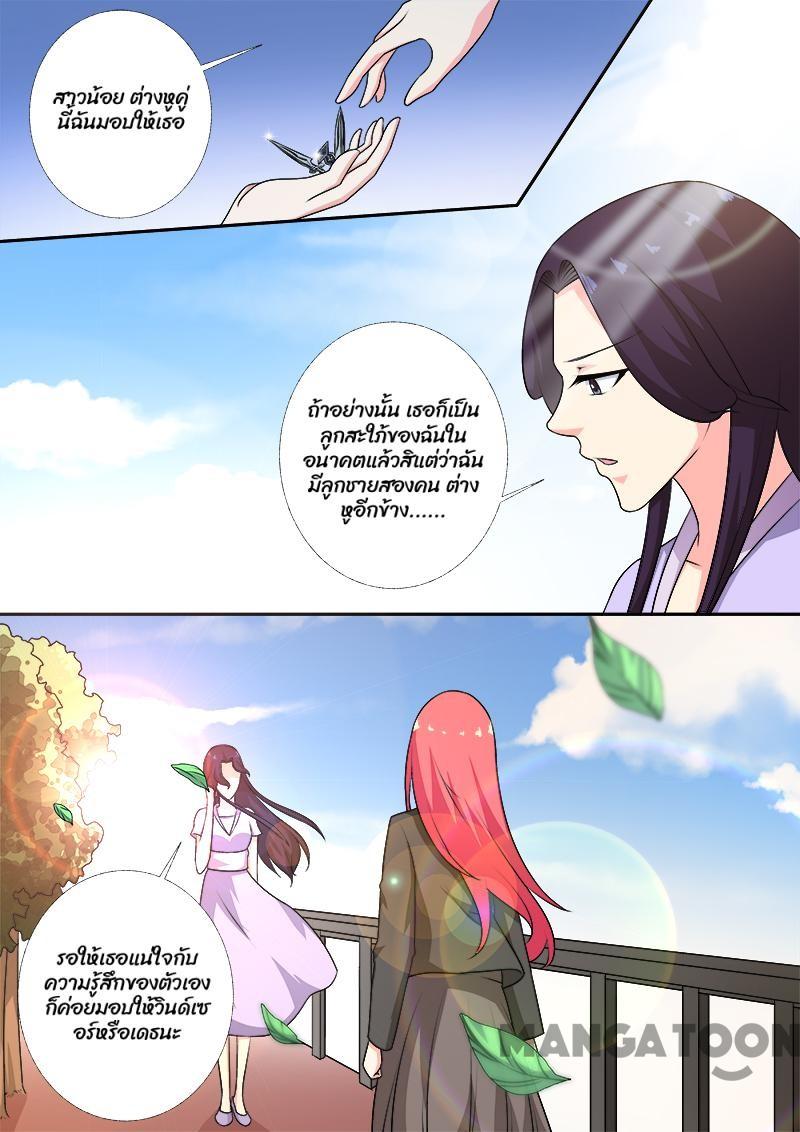 สาวน้อย ต่างหูคู่
นี้ฉันมอบให้เธอ
ถ้าอย่างนั้น เธอก็เป็น
ลูกสะใภ้ของฉันใน
อนาคตแล้วสิแต่ว่าฉัน
มีลูกชายสองคน ต่าง
หูอีกข้าง......
รอให้เธอแน่ใจกับ
ความรู้สึกของตัวเอง
ก็ค่อยมอบให้วินด์เซ
อร์หรือเดธนะ
MANGATOON